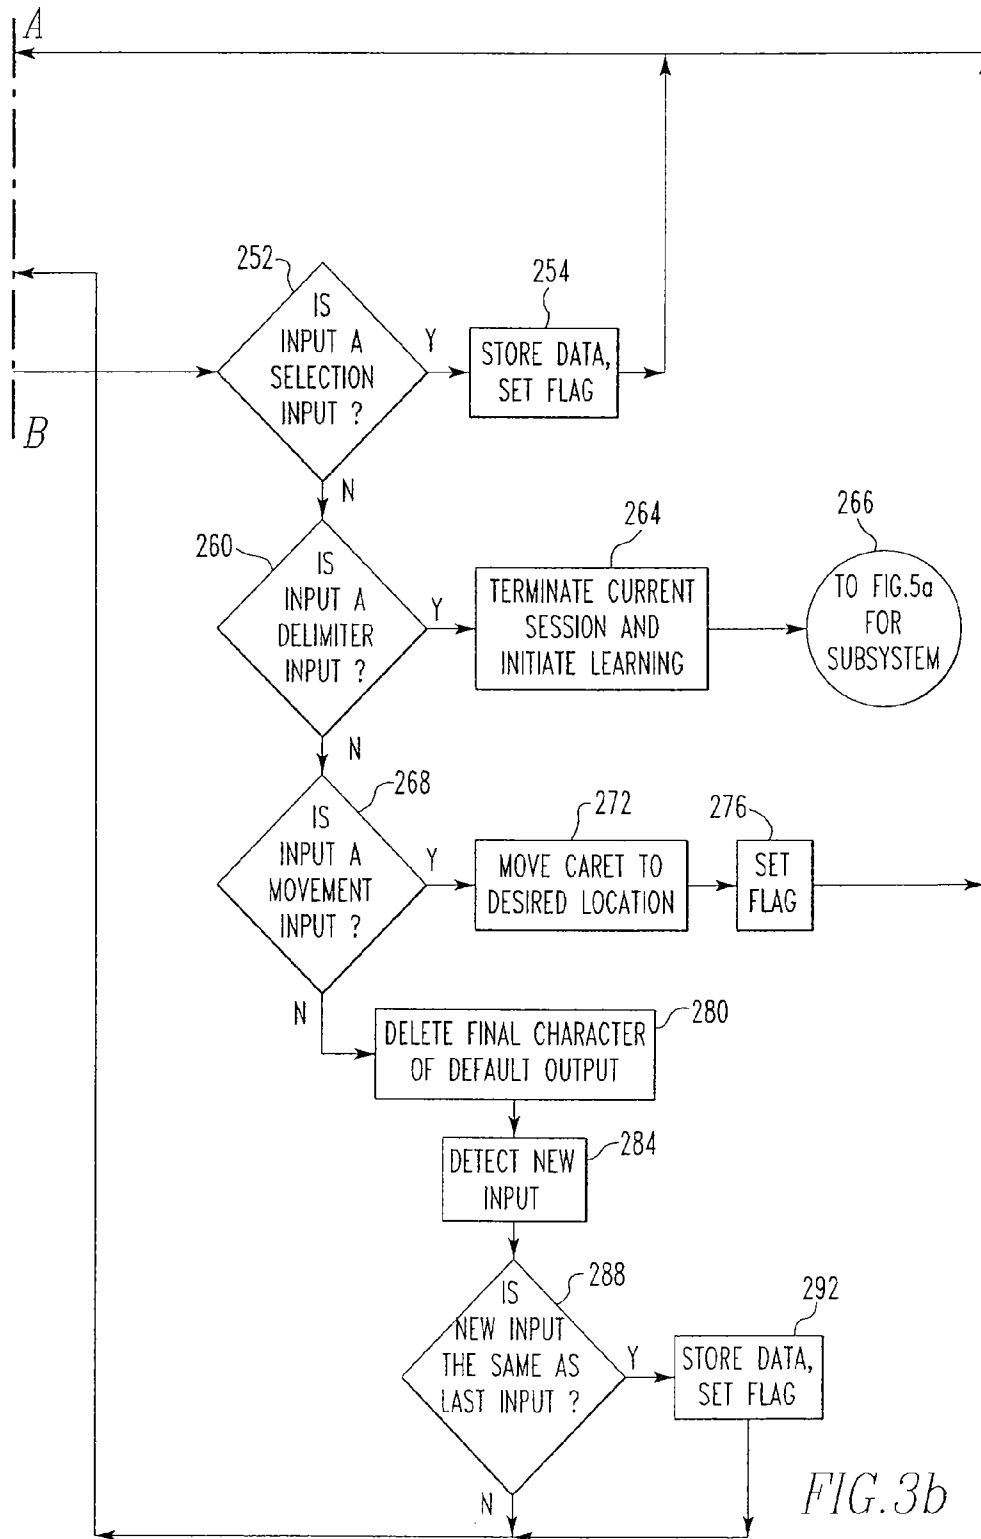 A
252
IS
INPUT A
SELECTION
INPUT ?
Y
254
STORE DATA,
SET FLAG
B
N
260
IS
INPUT A
DELIMITER
INPUT ?
Y
264
TERMINATE CURRENT
SESSION AND
INITIATE LEARNING
266
TO FIG.5a
FOR
SUBSYSTEM
N
268
IS
INPUT A
MOVEMENT
INPUT ?
Y
272
MOVE CARET TO
DESIRED LOCATION
276
SET
FLAG
N
280
DELETE FINAL CHARACTER
OF DEFAULT OUTPUT
284
DETECT NEW
INPUT
288
IS
NEW INPUT
THE SAME AS
LAST INPUT ?
Y
292
STORE DATA,
SET FLAG
N
FIG.3b